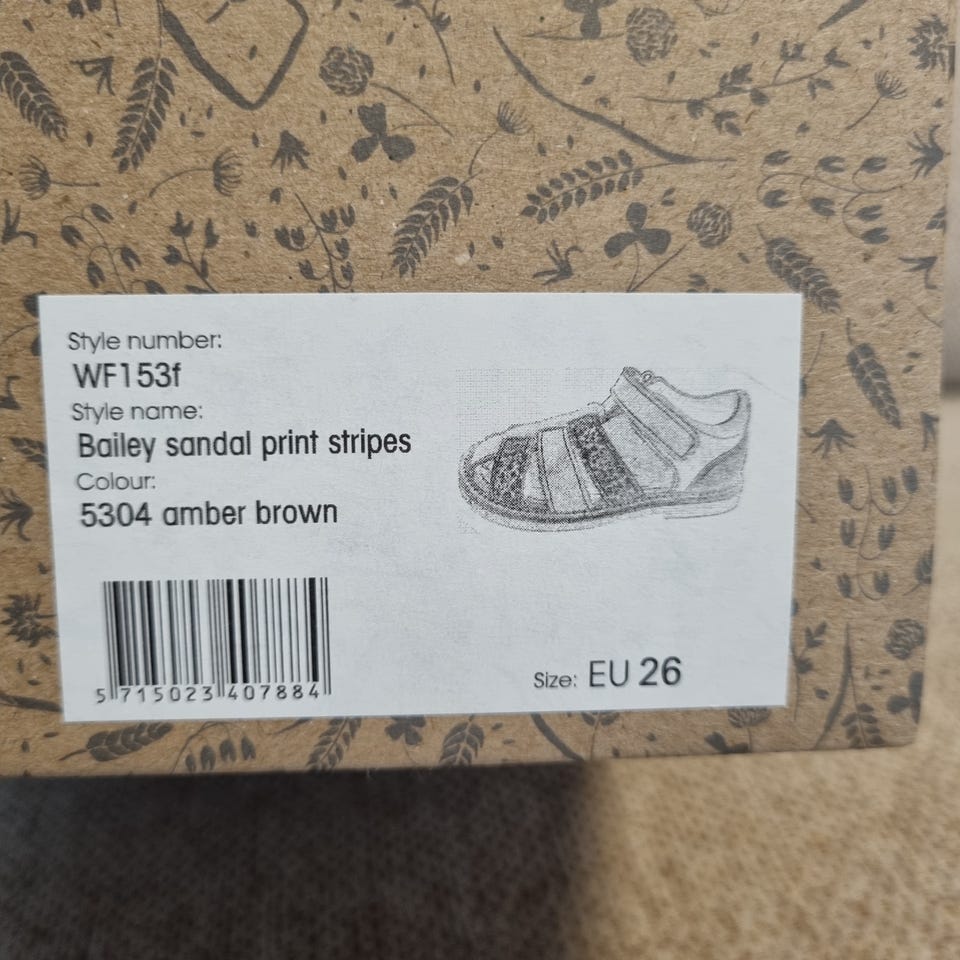 Style number:
WF153f
Style name:
Bailey sandal print stripes
Colour:
5304 amber brown
5 715023 407884
Size: EU 26